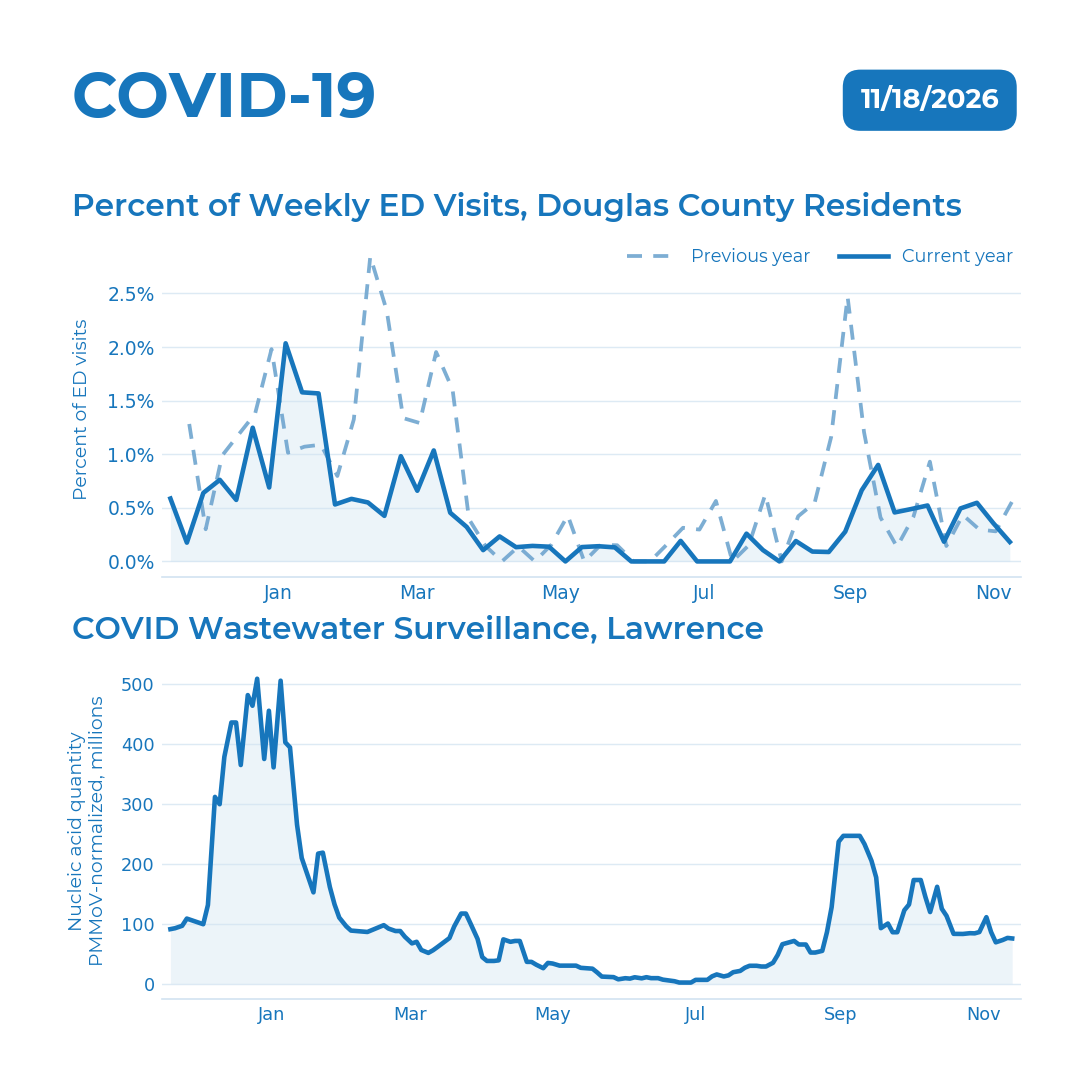 COVID-19
11/18/2026
Percent of Weekly ED Visits, Douglas County Residents
Previous year
Current year
Percent of ED visits
2.5%
2.0%
1.5%
1.0%
0.5%
0.0%
Jan Mar May Jul Sep Nov
COVID Wastewater Surveillance, Lawrence
Nucleic acid quantity
PMMoV-normalized, millions
500
400
300
200
100
0
Jan Mar May Jul Sep Nov